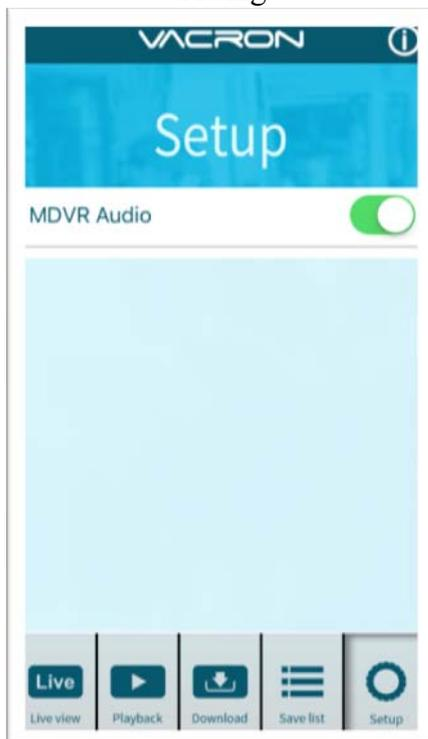 VACRON
Setup
MDVR Audio
Live
Live view Playback Download Save list Setup